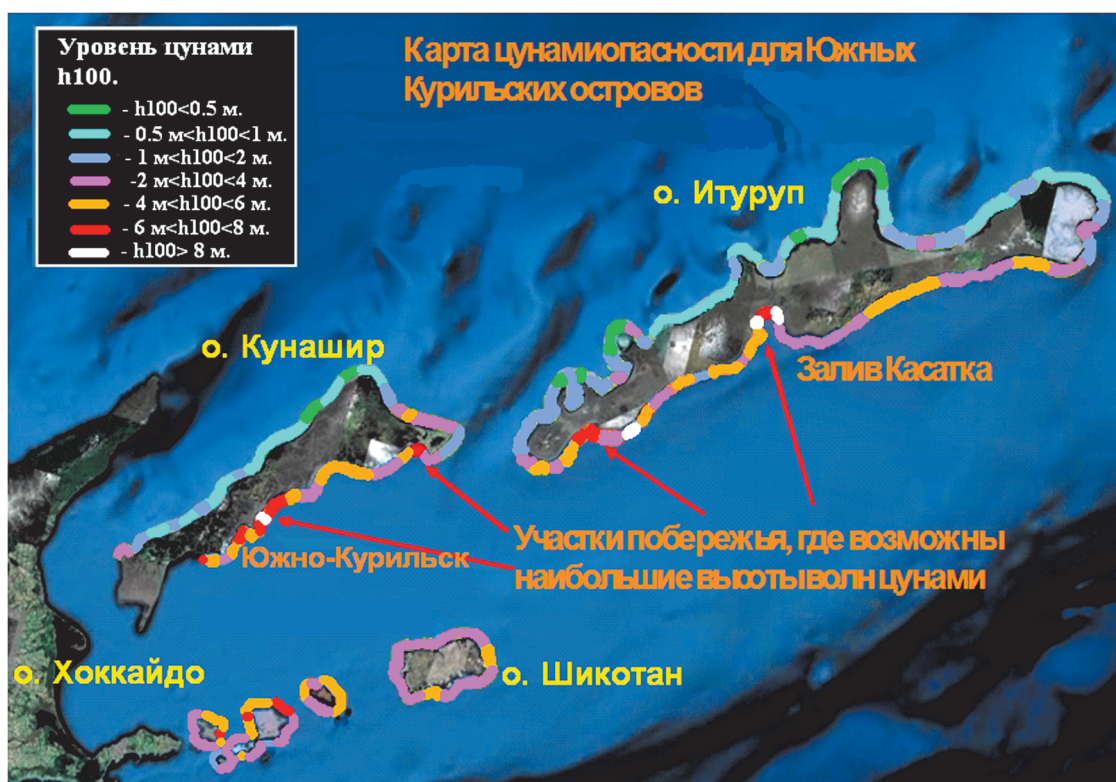 Уровень цунами
h100.
- h100<0.5 м.
- 0.5 м<h100<1 м.
- 1 м<h100<2 м.
-2 м<h100<4 м.
- 4 м<h100<6 м.
- 6 м<h100<8 м.
- h100> 8 м.
Карта цунамиопасности для Южных
Курильских островов
о. Итуруп
о. Кунашир
Залив Касатка
Участки побережья, где возможны
наибольшие высоты волн цунами
Южно-Курильск
о. Хоккайдо
о. Шикотан